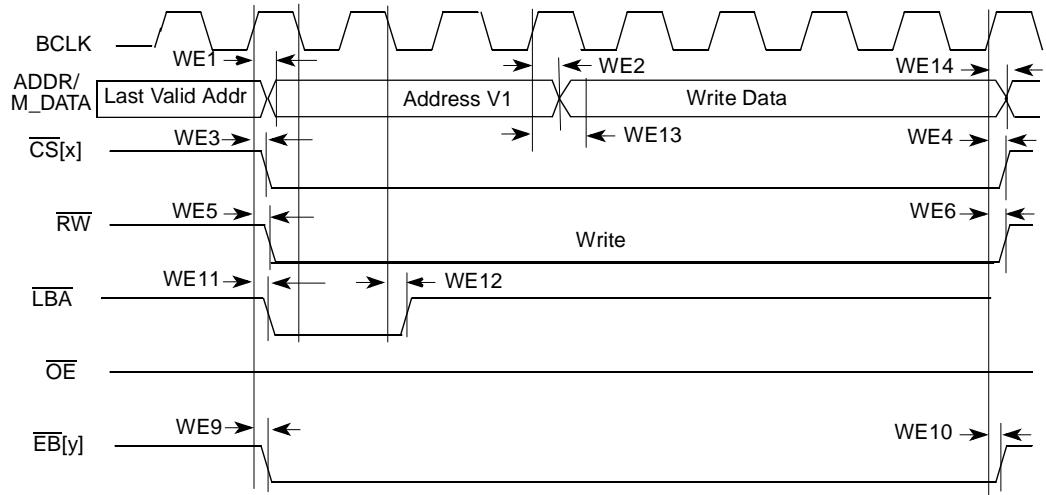 BCLK
WE1 WE2 WE14
ADDR/
M_DATA
Last Valid Addr Address V1 Write Data
WE3 WE13 WE4
CS[x]
WE5 WE6
RW
Write
WE11 WE12
LBA
OE
WE9 WE10
EB[y]